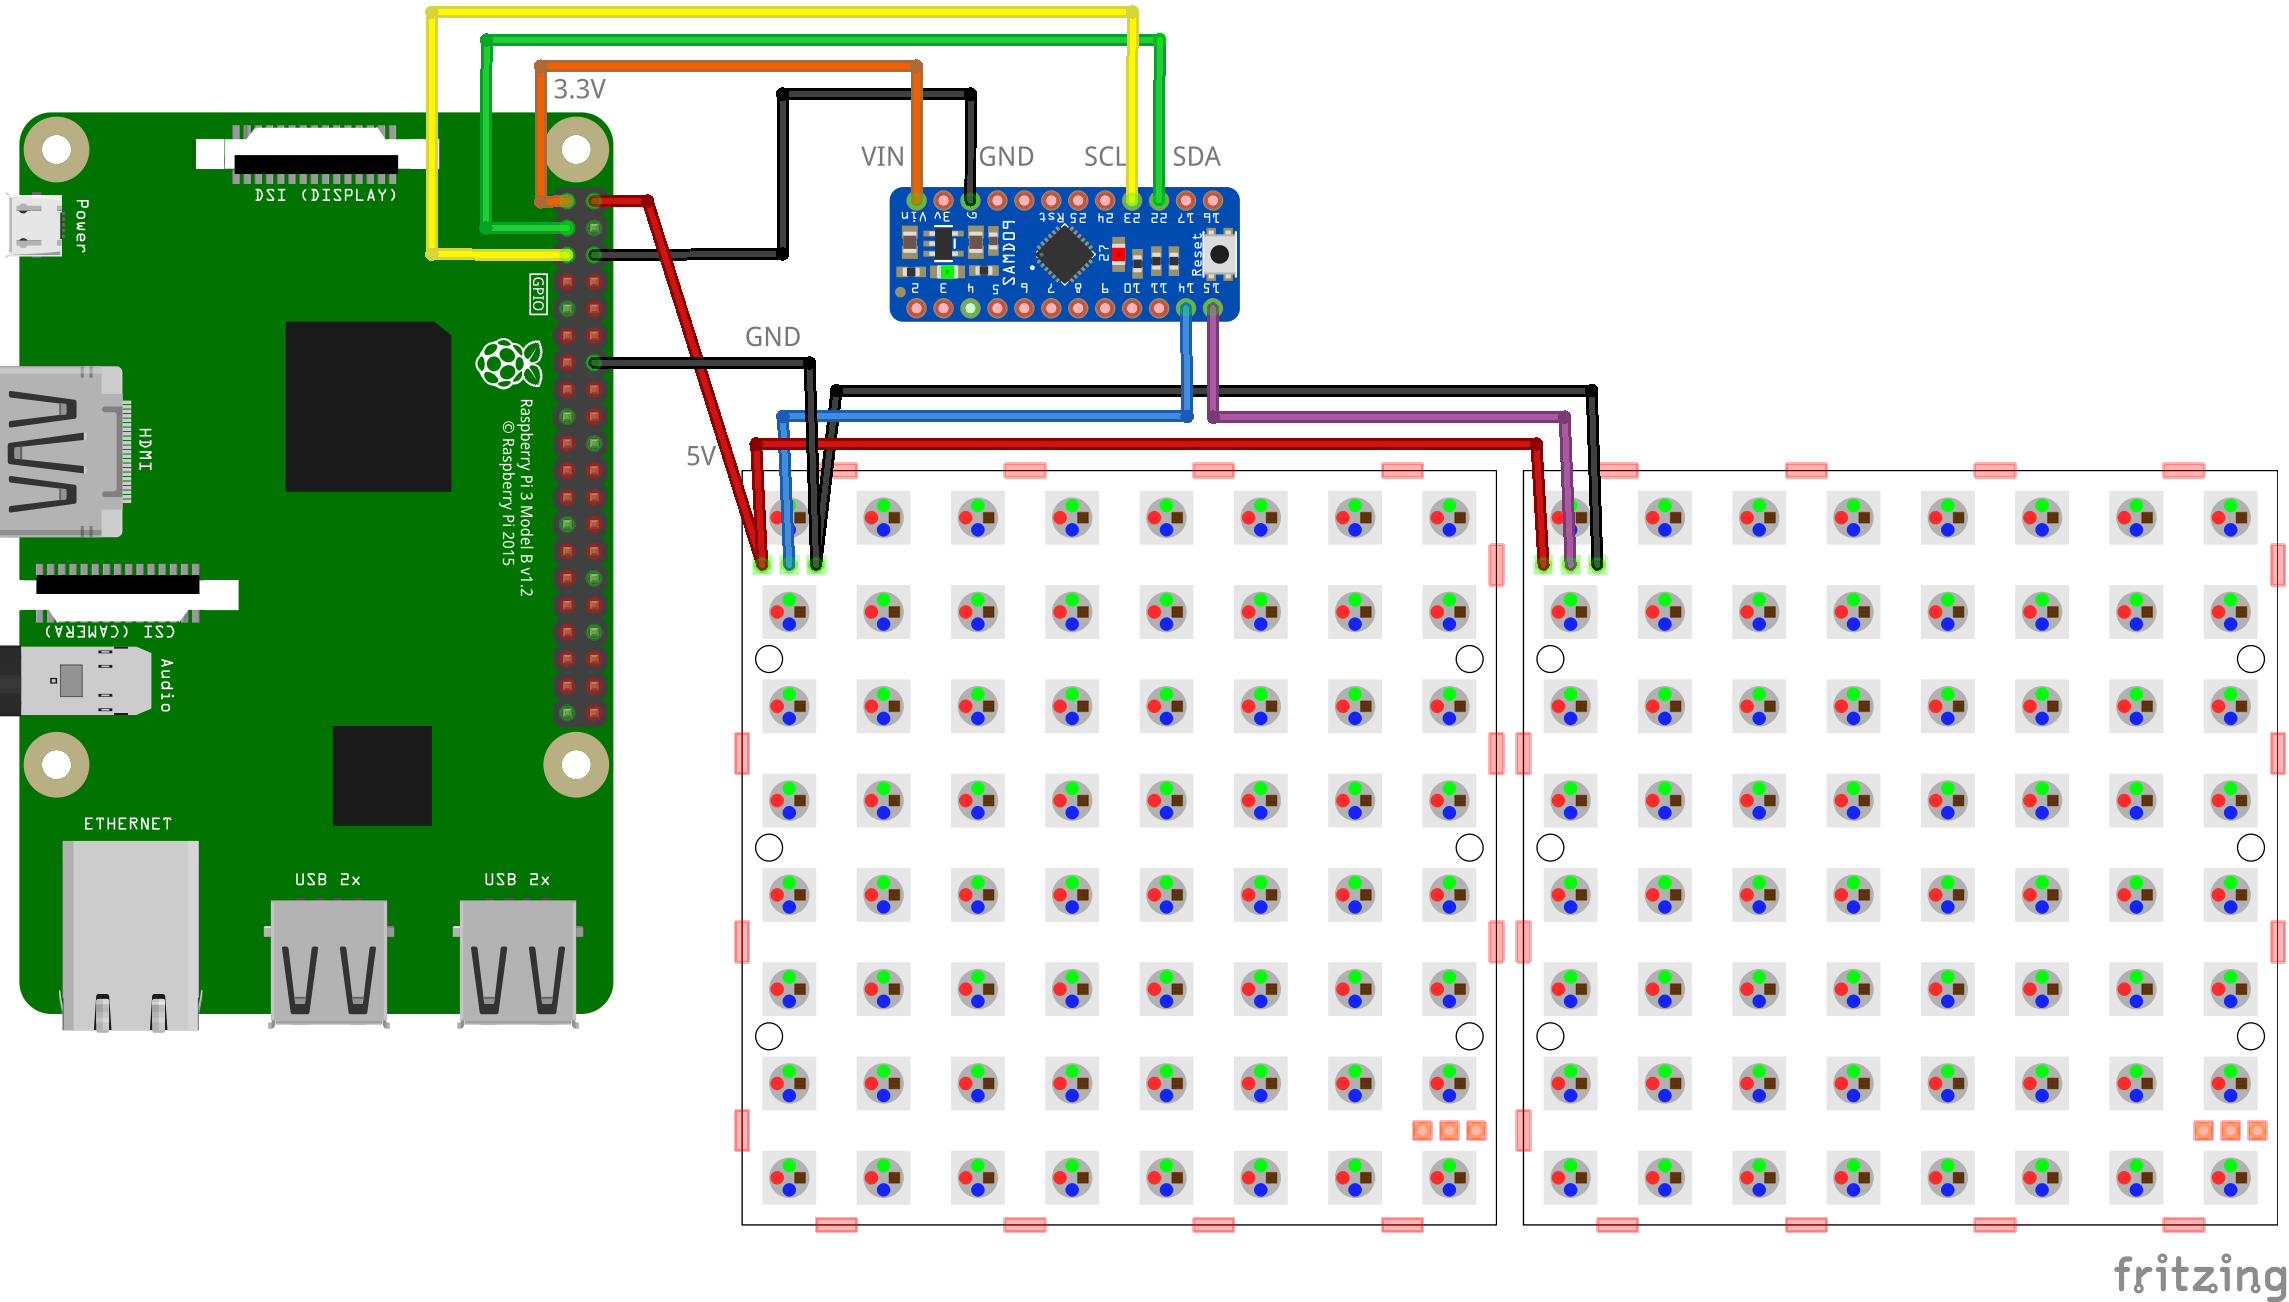 3.3V
VIN
GND
SCL
SDA
DSI (DISPLAY)
Power
Vin 3v G Rst 25 24 23 22 17 16
SAMD09
27
Reset
2 3 4 5 6 7 8 9 10 11 14 15
GPIO
GND
HDMI
Raspberry Pi 3 Model B v1.2
© Raspberry Pi 2015
5V
CSI (CAMERA)
Audio
ETHERNET
USB 2x
USB 2x
fritzing